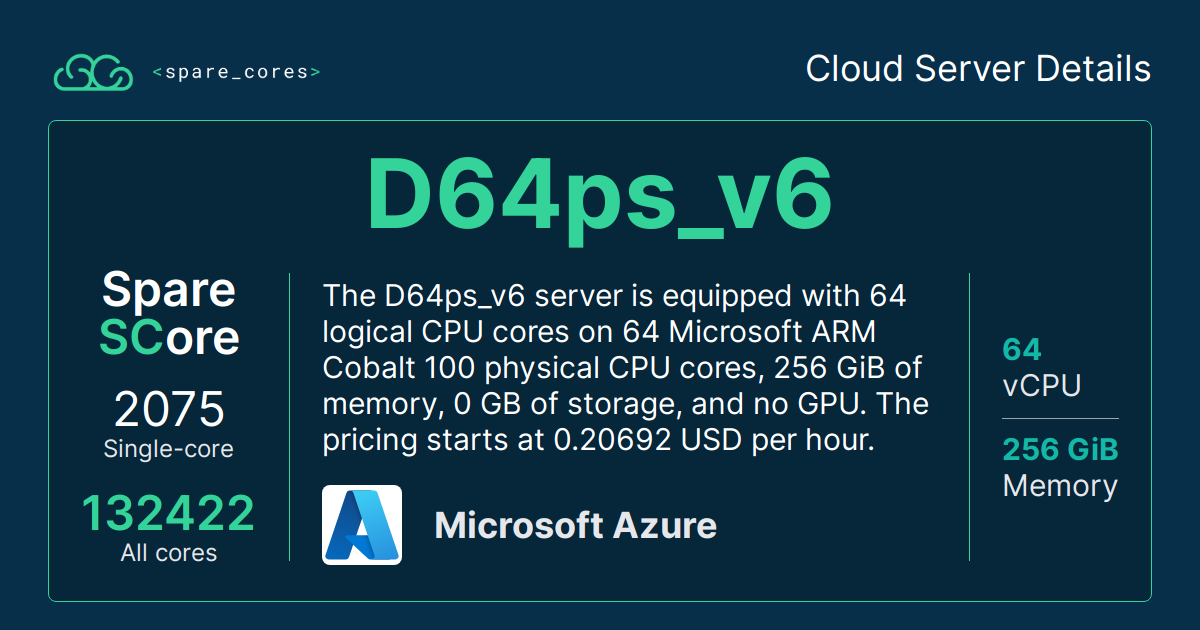 <spare_cores>
Cloud Server Details
D64ps_v6
Spare
SCore
2075
Single-core
132422
All cores
The D64ps_v6 server is equipped with 64
logical CPU cores on 64 Microsoft ARM
Cobalt 100 physical CPU cores, 256 GiB of
memory, 0 GB of storage, and no GPU. The
pricing starts at 0.20692 USD per hour.
Microsoft Azure
64
vCPU
256 GiB
Memory